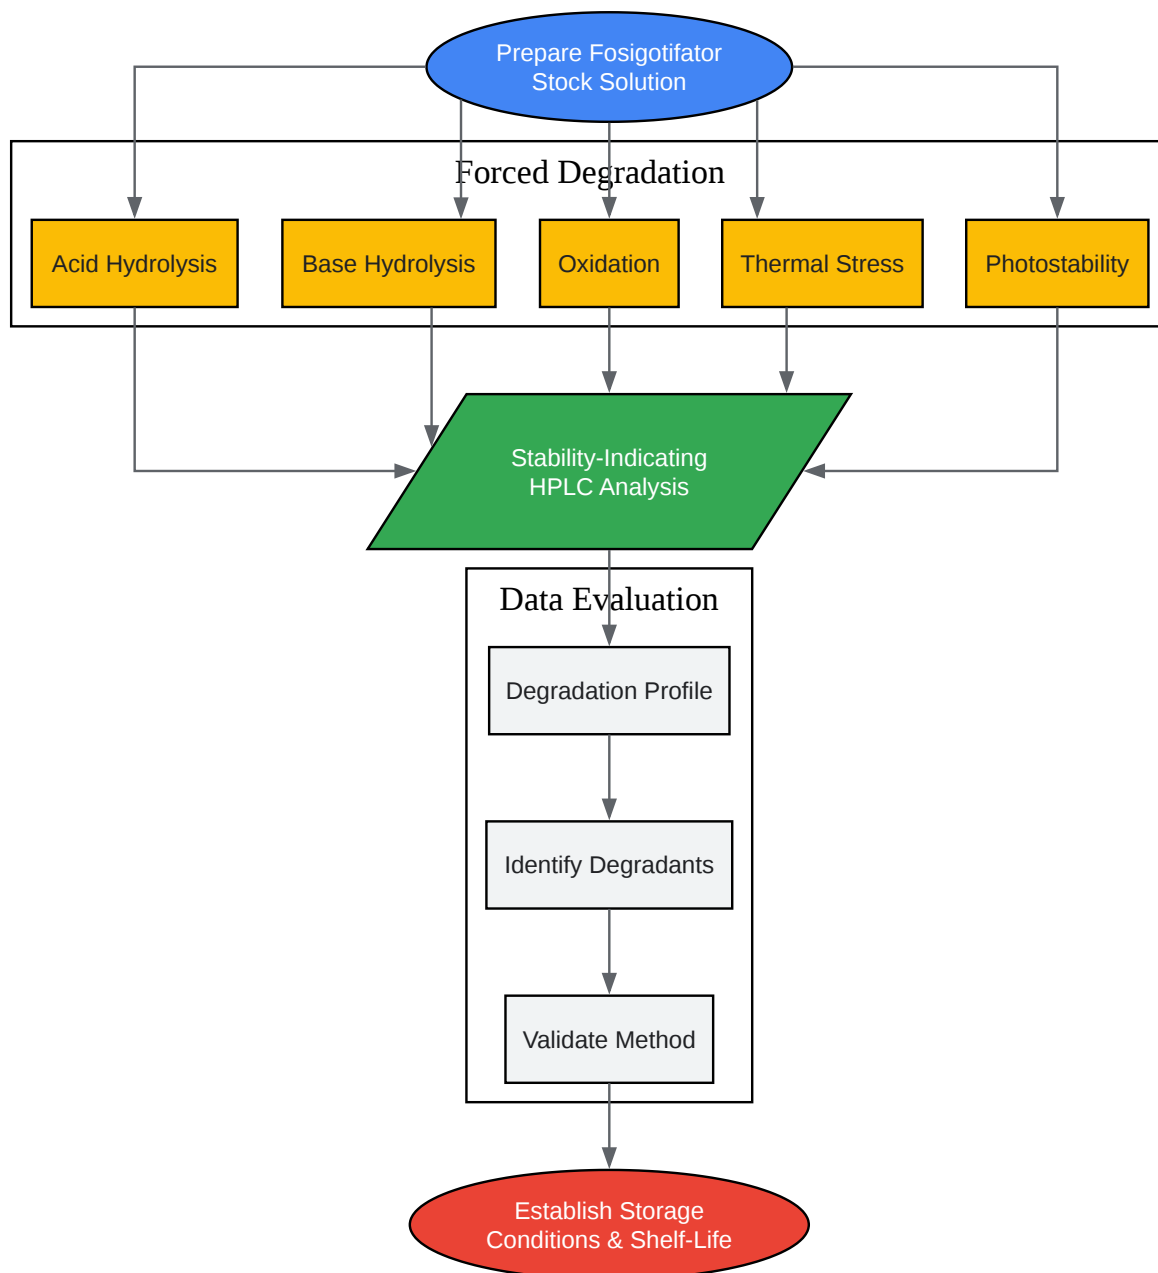 Prepare Fosigotifator
Stock Solution
Forced Degradation
Acid Hydrolysis
Base Hydrolysis
Oxidation
Thermal Stress
Photostability
Stability-Indicating
HPLC Analysis
Data Evaluation
Degradation Profile
Identify Degradants
Validate Method
Establish Storage
Conditions & Shelf-Life